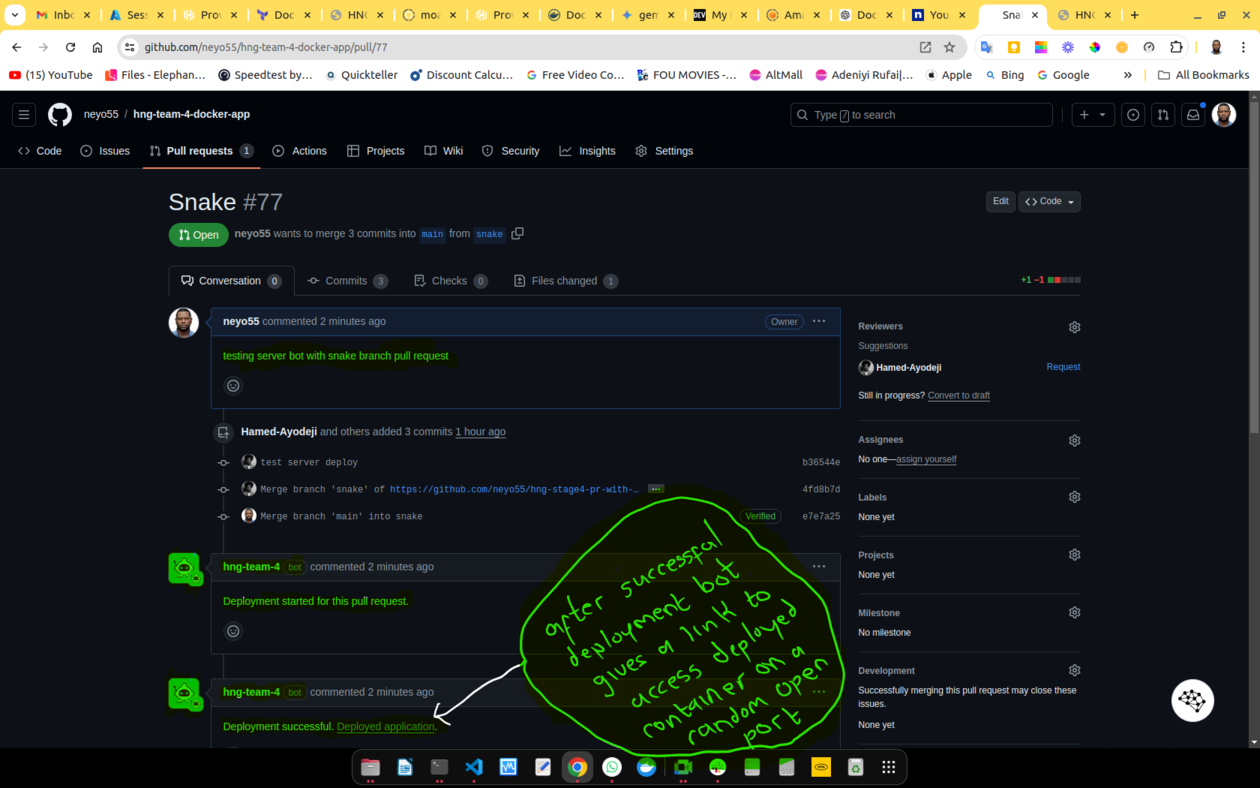 Inbo
Sess
Prov
Doc
HNC
moa
Prov
Doc
gen
DEV My
Ama
Doc
n You
Sna
HNC
github.com/neyo55/hng-team-4-docker-app/pull/77
(15) YouTube
Files - Elephan...
Speedtest by...
Quickteller
Discount Calcu...
Free Video Co...
FOU MOVIES -...
AltMall
Adeniyi Rufai|...
Apple
Bing
Google
»
All Bookmarks
neyo55 / hng-team-4-docker-app
Type / to search
Code
Issues
Pull requests 1
Actions
Projects
Wiki
Security
Insights
Settings
Snake #77
Edit
<> Code
Open
neyo55 wants to merge 3 commits into main from snake
Conversation 0
Commits 3
Checks 0
Files changed 1
+1 −1
neyo55 commented 2 minutes ago
Owner
...
testing server bot with snake branch pull request
Hamed-Ayodeji and others added 3 commits 1 hour ago
test server deploy
b36544e
Merge branch 'snake' of https://github.com/neyo55/hng-stage4-pr-with-…
4fd8b7d
Merge branch 'main' into snake
Verified
e7e7a25
hng-team-4 bot commented 2 minutes ago
...
Deployment started for this pull request.
hng-team-4 bot commented 2 minutes ago
...
Deployment successful. Deployed application.
after successful
deployment bot
gives a link to
access deployed
container on a
random open
port
Reviewers
Suggestions
Hamed-Ayodeji
Request
Still in progress? Convert to draft
Assignees
No one—assign yourself
Labels
None yet
Projects
None yet
Milestone
No milestone
Development
Successfully merging this pull request may close these
issues.
None yet